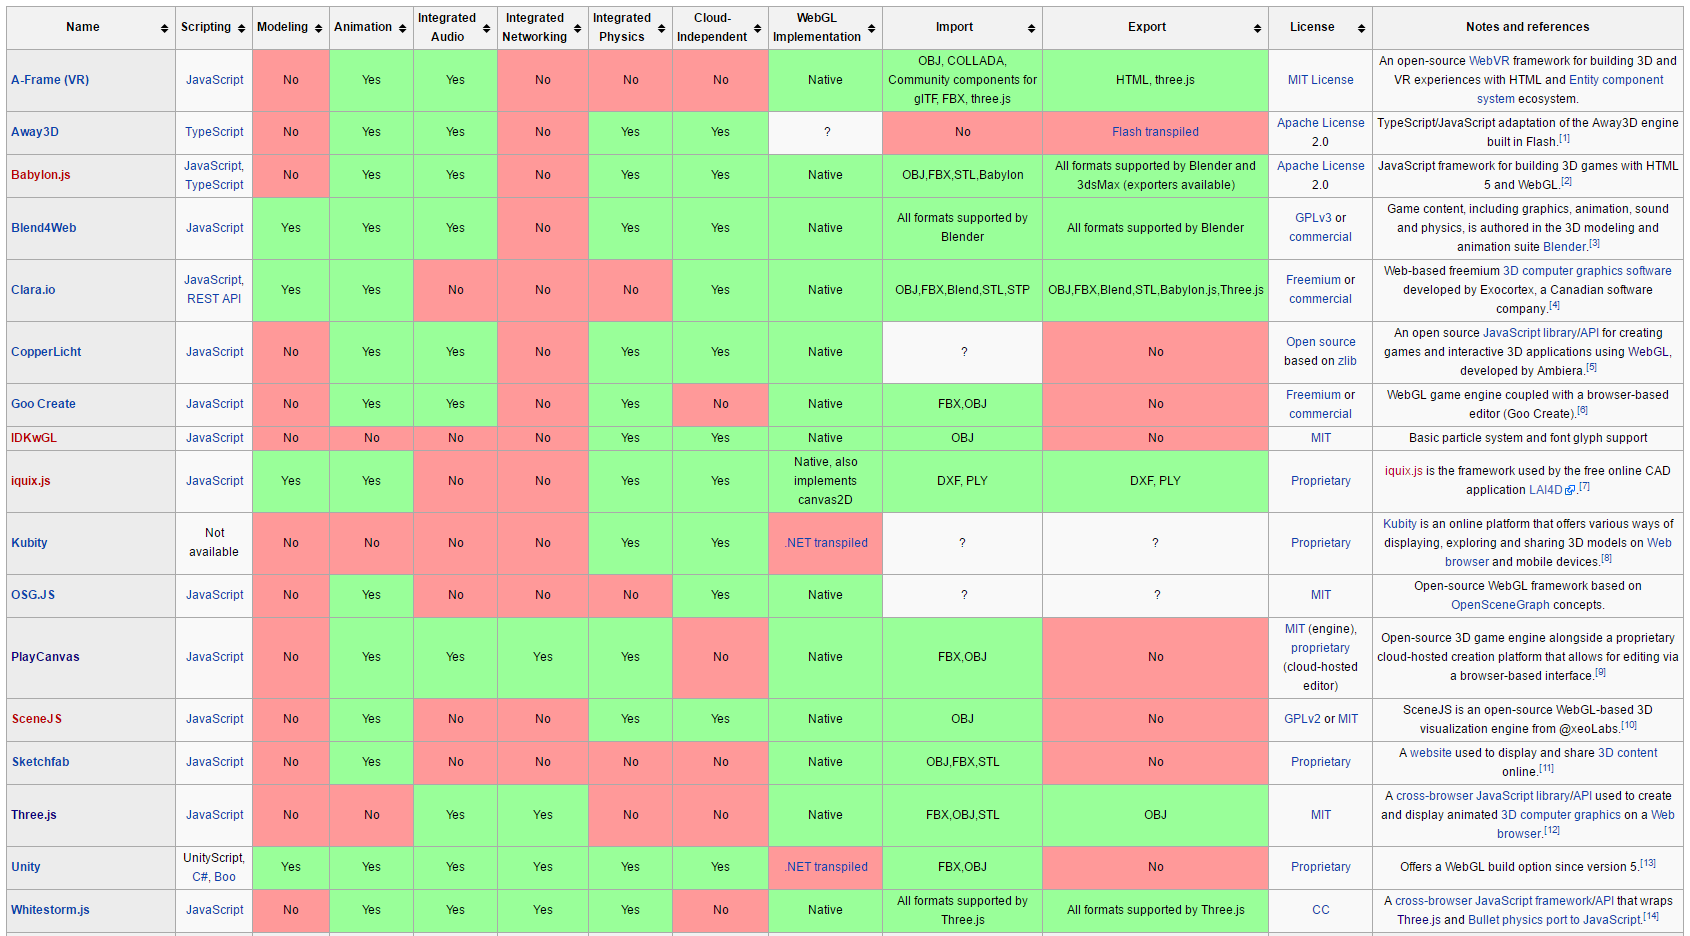 Name Scripting Modeling Animation Integrated Audio Integrated Networking Integrated Physics Cloud-Independent WebGL Implementation Import Export License Notes and references
A-Frame (VR) JavaScript No Yes Yes No No No Native OBJ, COLLADA, Community components for glTF, FBX, three.js HTML, three.js MIT License An open-source WebVR framework for building 3D and VR experiences with HTML and Entity component system ecosystem.
Away3D TypeScript No Yes Yes No Yes Yes ? No Flash transpiled Apache License 2.0 TypeScript/JavaScript adaptation of the Away3D engine built in Flash.[1]
Babylon.js JavaScript, TypeScript No Yes Yes No Yes Yes Native OBJ,FBX,STL,Babylon All formats supported by Blender and 3dsMax (exporters available) Apache License 2.0 JavaScript framework for building 3D games with HTML 5 and WebGL.[2]
Blend4Web JavaScript Yes Yes Yes No Yes Yes Native All formats supported by Blender All formats supported by Blender GPLv3 or commercial Game content, including graphics, animation, sound and physics, is authored in the 3D modeling and animation suite Blender.[3]
Clara.io JavaScript, REST API Yes Yes No No No Yes Native OBJ,FBX,Blend,STL,STP OBJ,FBX,Blend,STL,Babylon.js,Three.js Freemium or commercial Web-based freemium 3D computer graphics software developed by Exocortex, a Canadian software company.[4]
CopperLicht JavaScript No Yes Yes No Yes Yes Native ? No Open source based on zlib An open source JavaScript library/API for creating games and interactive 3D applications using WebGL, developed by Ambiera.[5]
Goo Create JavaScript No Yes Yes No Yes No Native FBX,OBJ No Freemium or commercial WebGL game engine coupled with a browser-based editor (Goo Create).[6]
IDKwGL JavaScript No No No No Yes Yes Native OBJ No MIT Basic particle system and font glyph support
iquix.js JavaScript Yes Yes No No Yes Yes Native, also implements canvas2D DXF, PLY DXF, PLY Proprietary iquix.js is the framework used by the free online CAD application LAI4D.[7]
Kubity Not available No No No No Yes Yes .NET transpiled ? ? Proprietary Kubity is an online platform that offers various ways of displaying, exploring and sharing 3D models on Web browser and mobile devices.[8]
OSG.JS JavaScript No Yes No No No Yes Native ? ? MIT Open-source WebGL framework based on OpenSceneGraph concepts.
PlayCanvas JavaScript No Yes Yes Yes Yes No Native FBX,OBJ No MIT (engine), proprietary (cloud-hosted editor) Open-source 3D game engine alongside a proprietary cloud-hosted creation platform that allows for editing via a browser-based interface.[9]
SceneJS JavaScript No Yes No No Yes Yes Native OBJ No GPLv2 or MIT SceneJS is an open-source WebGL-based 3D visualization engine from @xeoLabs.[10]
Sketchfab JavaScript No Yes No No No No Native OBJ,FBX,STL No Proprietary A website used to display and share 3D content online.[11]
Three.js JavaScript No No Yes Yes No No Native FBX,OBJ,STL OBJ MIT A cross-browser JavaScript library/API used to create and display animated 3D computer graphics on a Web browser.[12]
Unity UnityScript, C#, Boo Yes Yes Yes Yes Yes Yes .NET transpiled FBX,OBJ No Proprietary Offers a WebGL build option since version 5.[13]
Whitestorm.js JavaScript No Yes Yes Yes Yes No Native All formats supported by Three.js All formats supported by Three.js CC A cross-browser JavaScript framework/API that wraps Three.js and Bullet physics port to JavaScript.[14]